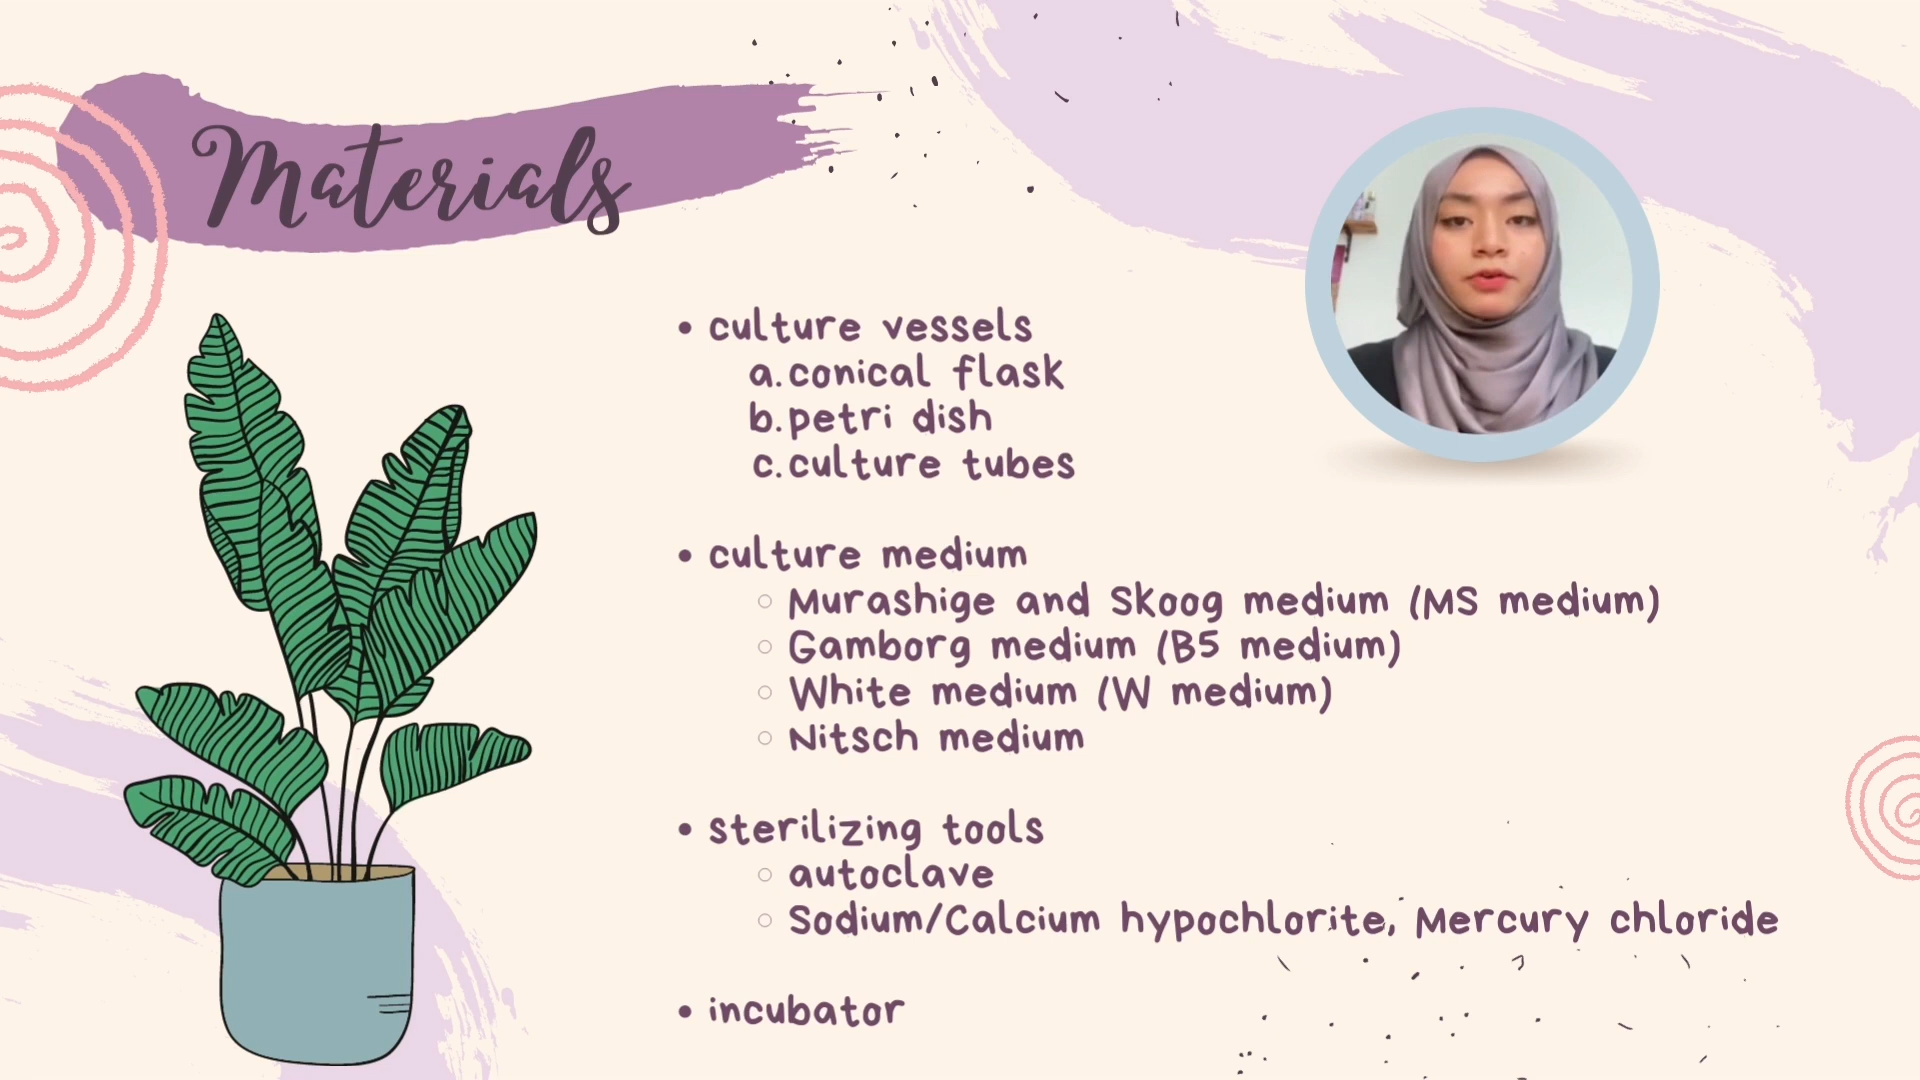 Materials
• culture vessels
a. conical flask
b. petri dish
c. culture tubes
• culture medium
○ Murashige and Skoog medium (MS medium)
○ Gamborg medium (B5 medium)
○ White medium (W medium)
○ Nitsch medium
• sterilizing tools
○ autoclave
○ Sodium/Calcium hypochlorite, Mercury chloride
• incubator